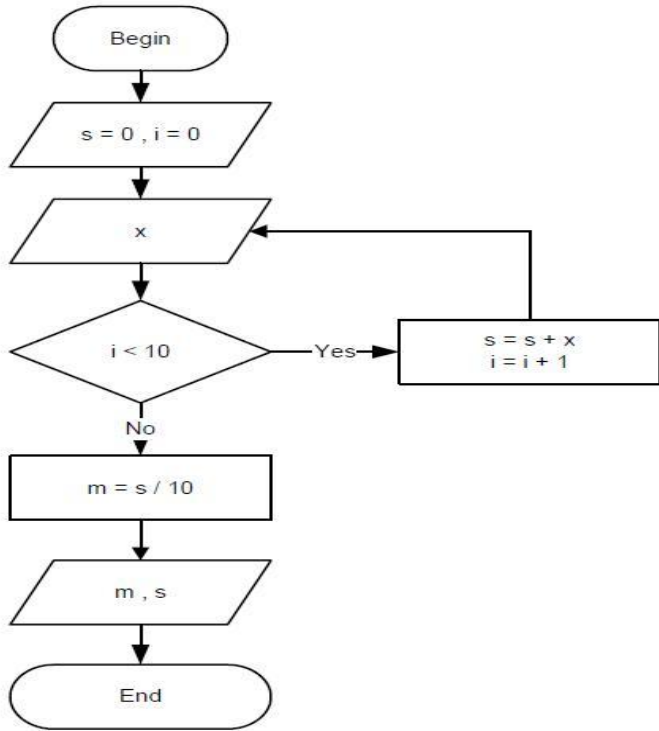 Begin
s = 0 , i = 0
x
i < 10
Yes
s = s + x
i = i + 1
No
m = s / 10
m , s
End